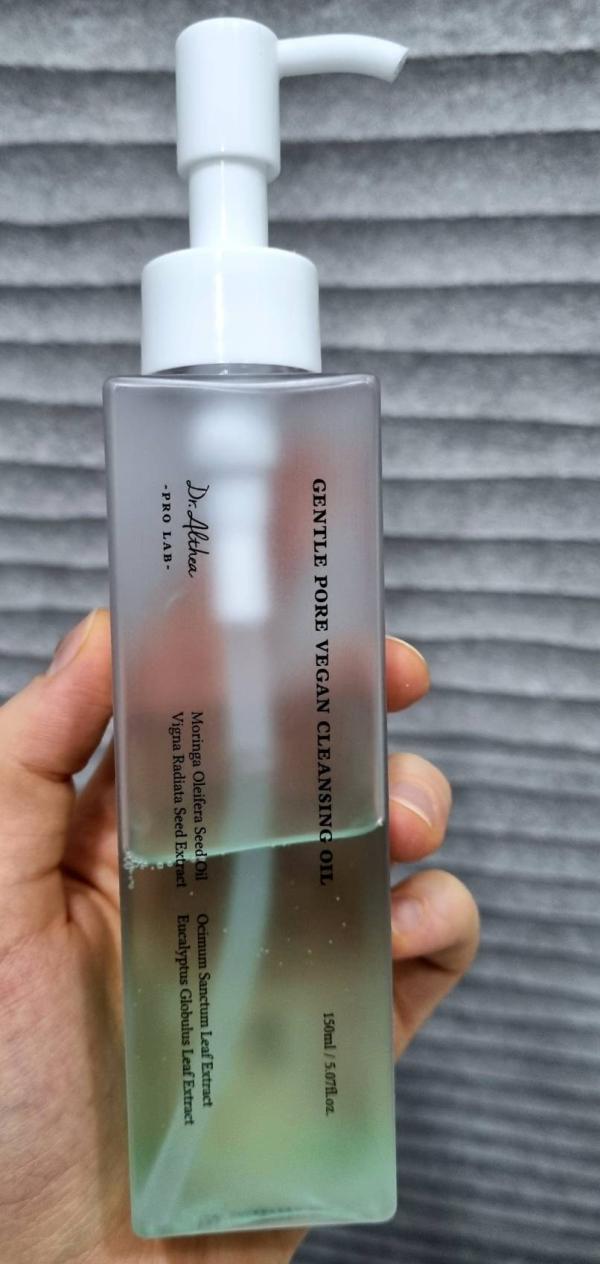 GENTLE PORE VEGAN CLEANSING OIL
150ml / 5.07fl.oz.
Dr.Althea
-PRO LAB-
Moringa Oleifera Seed Oil
Vigna Radiata Seed Extract
Ocimum Sanctum Leaf Extract
Eucalyptus Globulus Leaf Extract